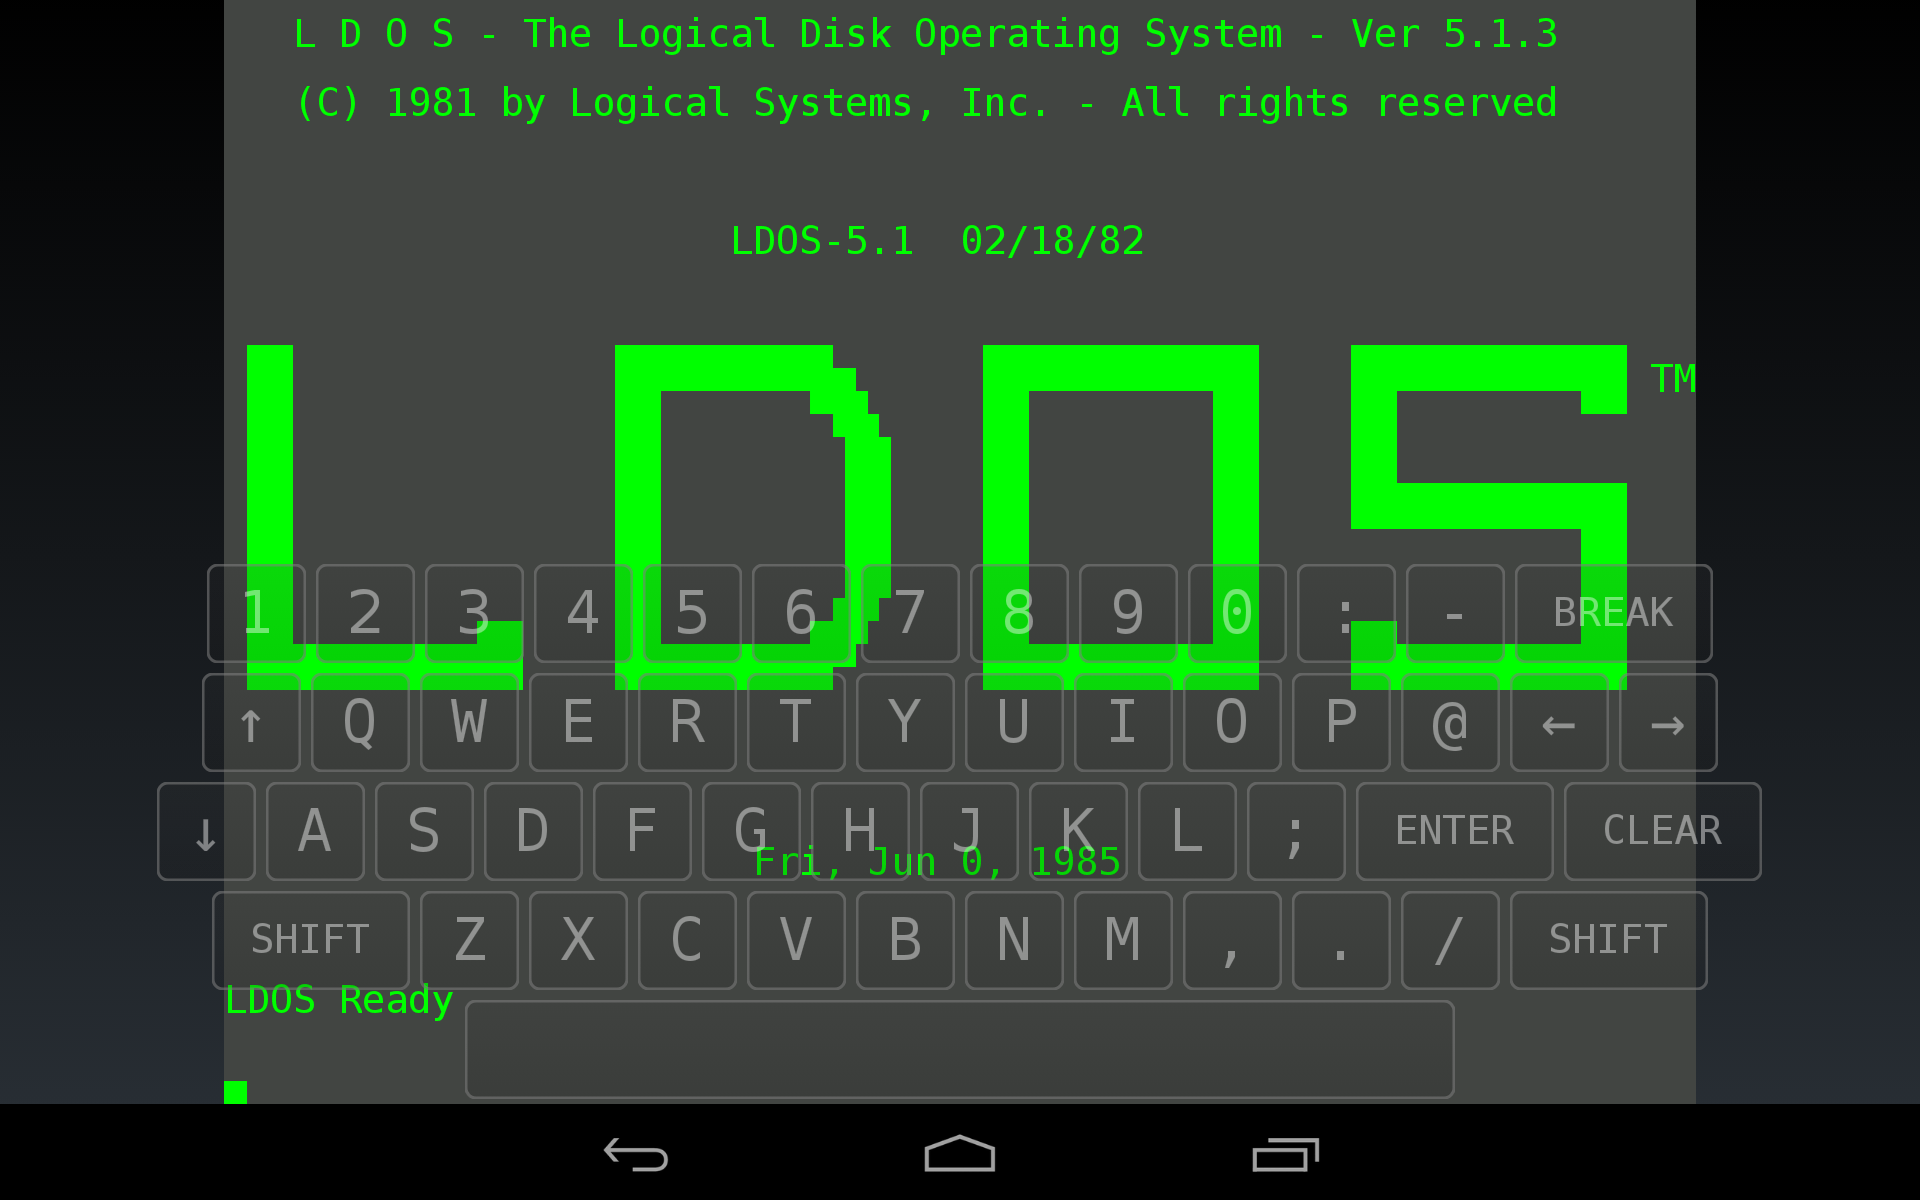 L D O S - The Logical Disk Operating System - Ver 5.1.3
(C) 1981 by Logical Systems, Inc. - All rights reserved
LDOS-5.1  02/18/82
LDOS TM
1 2 3 4 5 6 7 8 9 0 : - BREAK
↑ Q W E R T Y U I O P @ ← →
↓ A S D F G H J K L ; ENTER CLEAR
Fri, Jun 0, 1985
SHIFT Z X C V B N M , . / SHIFT
LDOS Ready